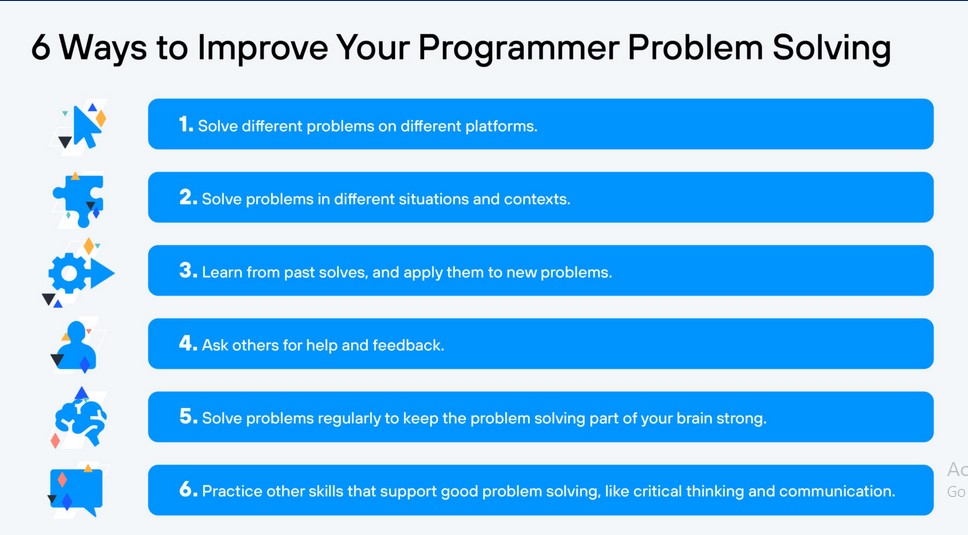 6 Ways to Improve Your Programmer Problem Solving
1. Solve different problems on different platforms.
2. Solve problems in different situations and contexts.
3. Learn from past solves, and apply them to new problems.
4. Ask others for help and feedback.
5. Solve problems regularly to keep the problem solving part of your brain strong.
6. Practice other skills that support good problem solving, like critical thinking and communication.
Go